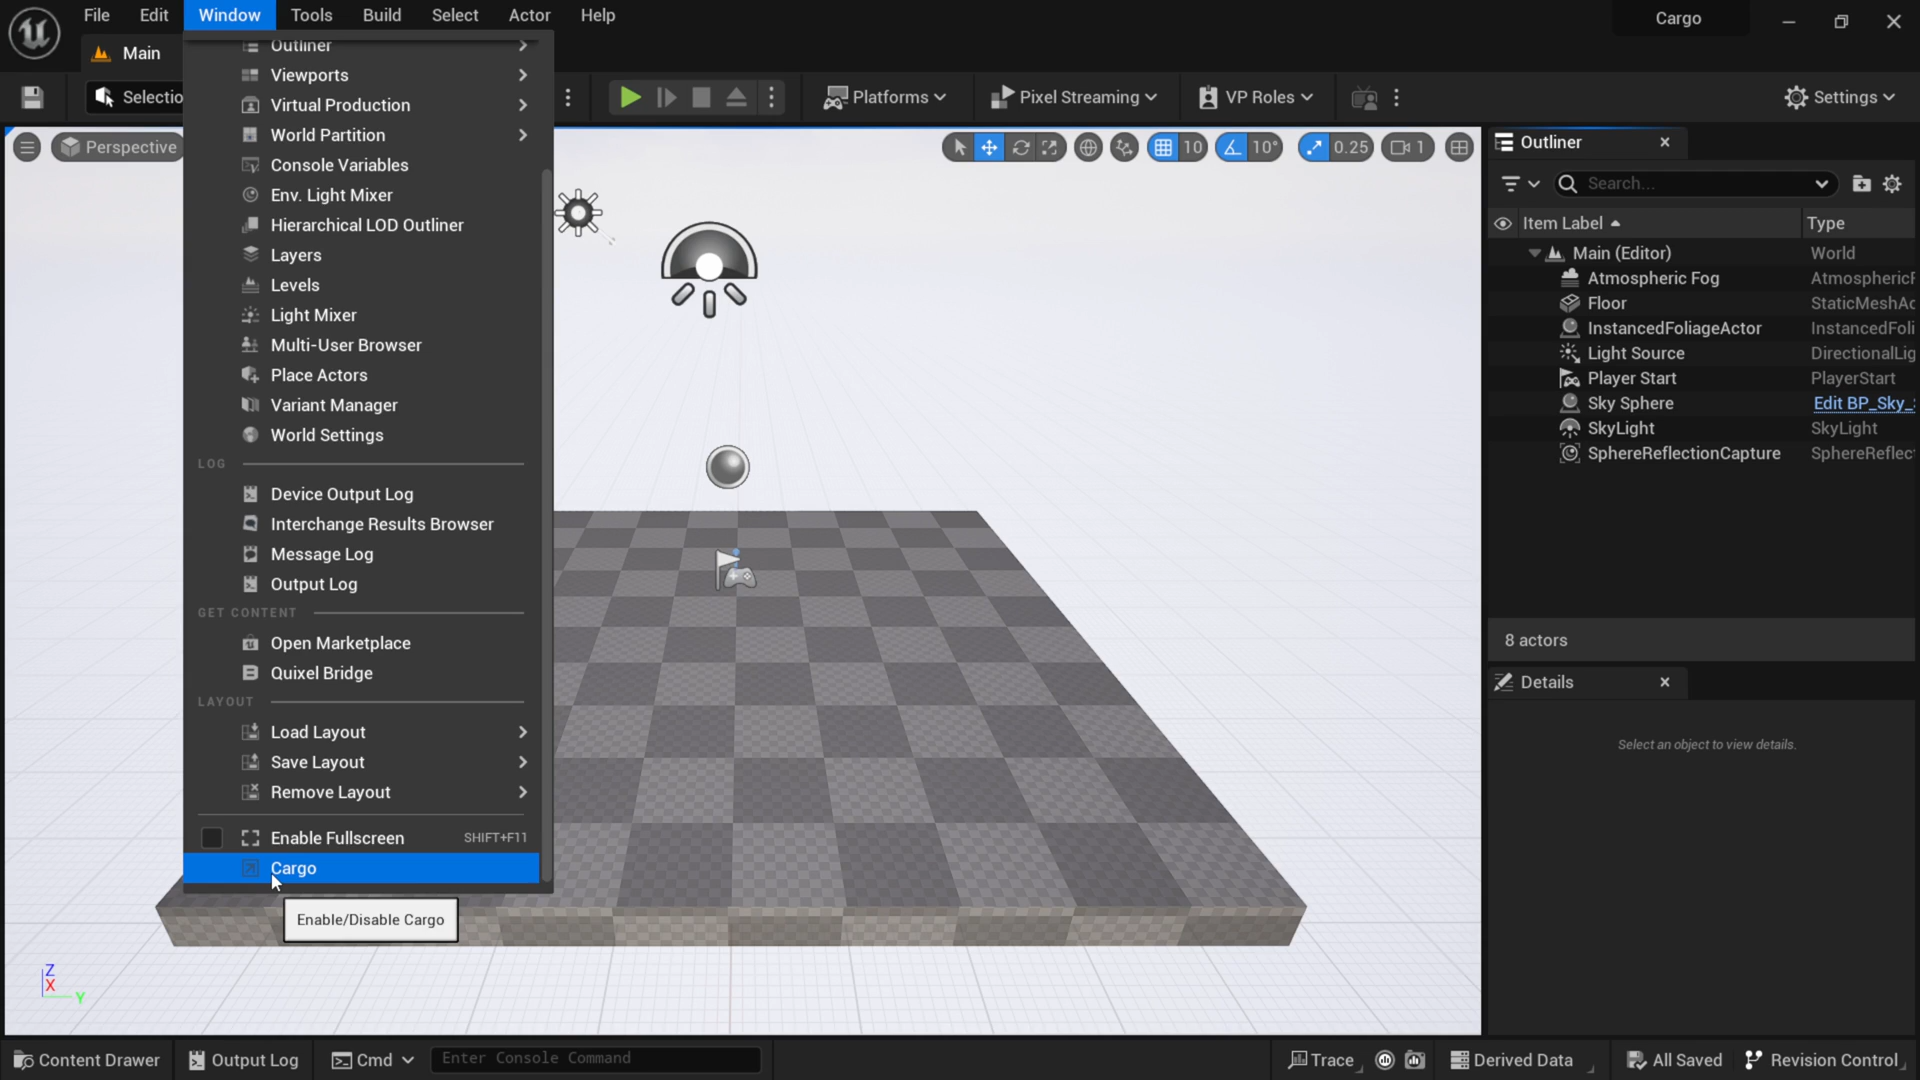 File Edit Window Tools Build Select Actor Help
Cargo
Main
Selectio
Platforms
Pixel Streaming
VP Roles
Settings
Perspective
10
10°
0.25
1
Outliner
Viewports
Virtual Production
World Partition
Console Variables
Env. Light Mixer
Hierarchical LOD Outliner
Layers
Levels
Light Mixer
Multi-User Browser
Place Actors
Variant Manager
World Settings
LOG
Device Output Log
Interchange Results Browser
Message Log
Output Log
GET CONTENT
Open Marketplace
Quixel Bridge
LAYOUT
Load Layout
Save Layout
Remove Layout
Enable Fullscreen SHIFT+F11
Cargo
Enable/Disable Cargo
Z
X
Y
Outliner
Search...
Item Label Type
Main (Editor) World
Atmospheric Fog AtmosphericF
Floor StaticMeshAc
InstancedFoliageActor InstancedFoli
Light Source DirectionalLig
Player Start PlayerStart
Sky Sphere Edit BP_Sky_
SkyLight SkyLight
SphereReflectionCapture SphereReflec
8 actors
Details
Select an object to view details.
Content Drawer
Output Log
Cmd
Enter Console Command
Trace
Derived Data
All Saved
Revision Control